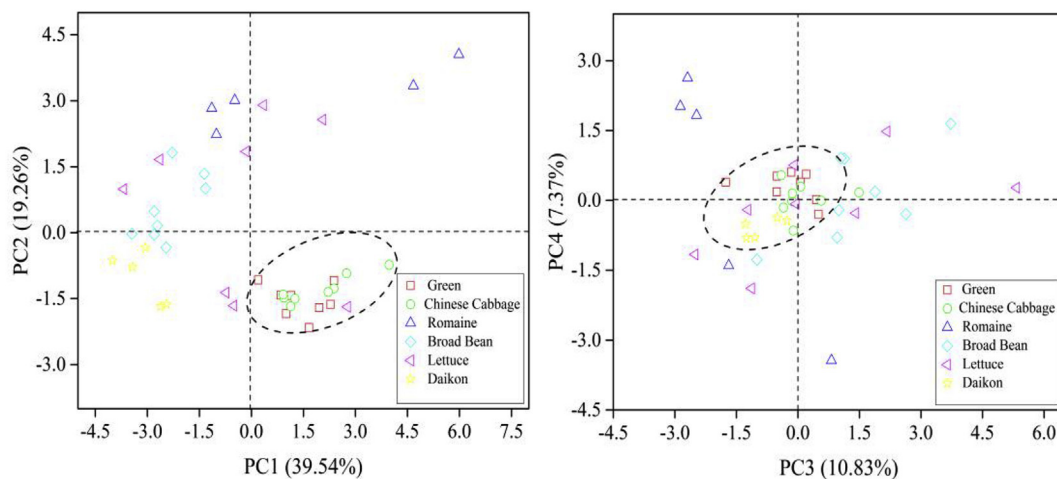 4.5
3.0
1.5
0.0
-1.5
-3.0
PC2 (19.26%)
-4.5 -3.0 -1.5 0.0 1.5 3.0 4.5 6.0 7.5
PC1 (39.54%)
Green
Chinese Cabbage
Romaine
Broad Bean
Lettuce
Daikon
4.5
3.0
1.5
0.0
-1.5
-3.0
-4.5
PC4 (7.37%)
-4.5 -3.0 -1.5 0.0 1.5 3.0 4.5 6.0
PC3 (10.83%)
Green
Chinese Cabbage
Romaine
Broad Bean
Lettuce
Daikon